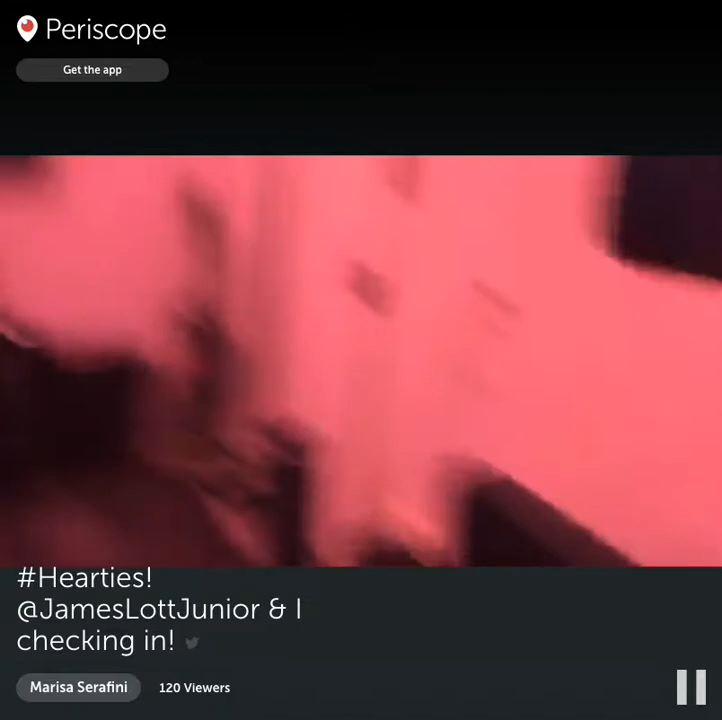 Periscope
Get the app
#Hearties!
@JamesLottJunior & I
checking in!
Marisa Serafini
120 Viewers